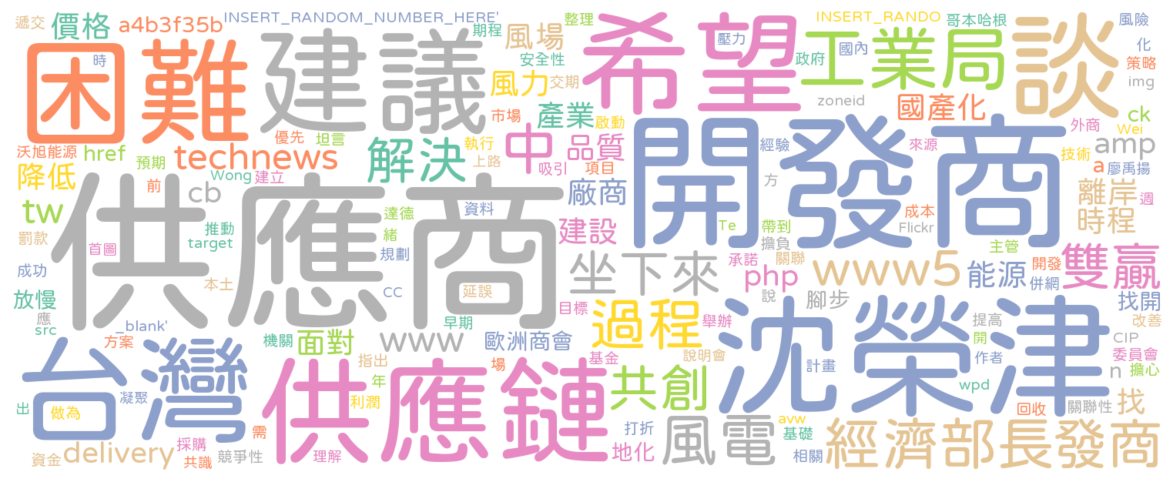 遞交
價格
a4b3f35b
INSERT_RANDOM_NUMBER_HERE'
期程
整理
INSERT_RANDO
哥本哈根
風險
困難
時
建議
風場
安全性
希望
壓力
政府
國內
工業局
談
化
策略
img
風力
交期
zoneid
國產化
ck
市場
產業
啟動
沃旭能源
href
預期
優先
坦言
technews
解決
執行
上路
中
品質
吸引
項目
開發商
經驗
來源
外商
Wei
amp
技術
a
廖禹揚
降低
前
Wong
建立
cb
廠商
方
離岸
週
tw
罰款
首圖
推動
target
供應商
達德
緒
資料
規劃
建設
Te
帶到
擔負
成本
Flickr
時程
主管
成功
放慢
應
src
本土
cc
延誤
坐下來
承諾
關聯
php
說
www5
能源
開發
併網
雙贏
找開
_blank'
方案
機關
面對
早期
www
歐洲商會
目標
過程
舉辦
腳步
沈榮津
提高
開
作者
改善
CIP
委員會
台灣
凝聚
出
做為
場
指出
年
利潤
供應鏈
基金
說明會
共創
計畫
wpd
n
擔心
回收
關聯性
找
資金
delivery
採購
共識
需
競爭性
理解
打折
地化
風電
avw
基礎
相關
經濟部長發商